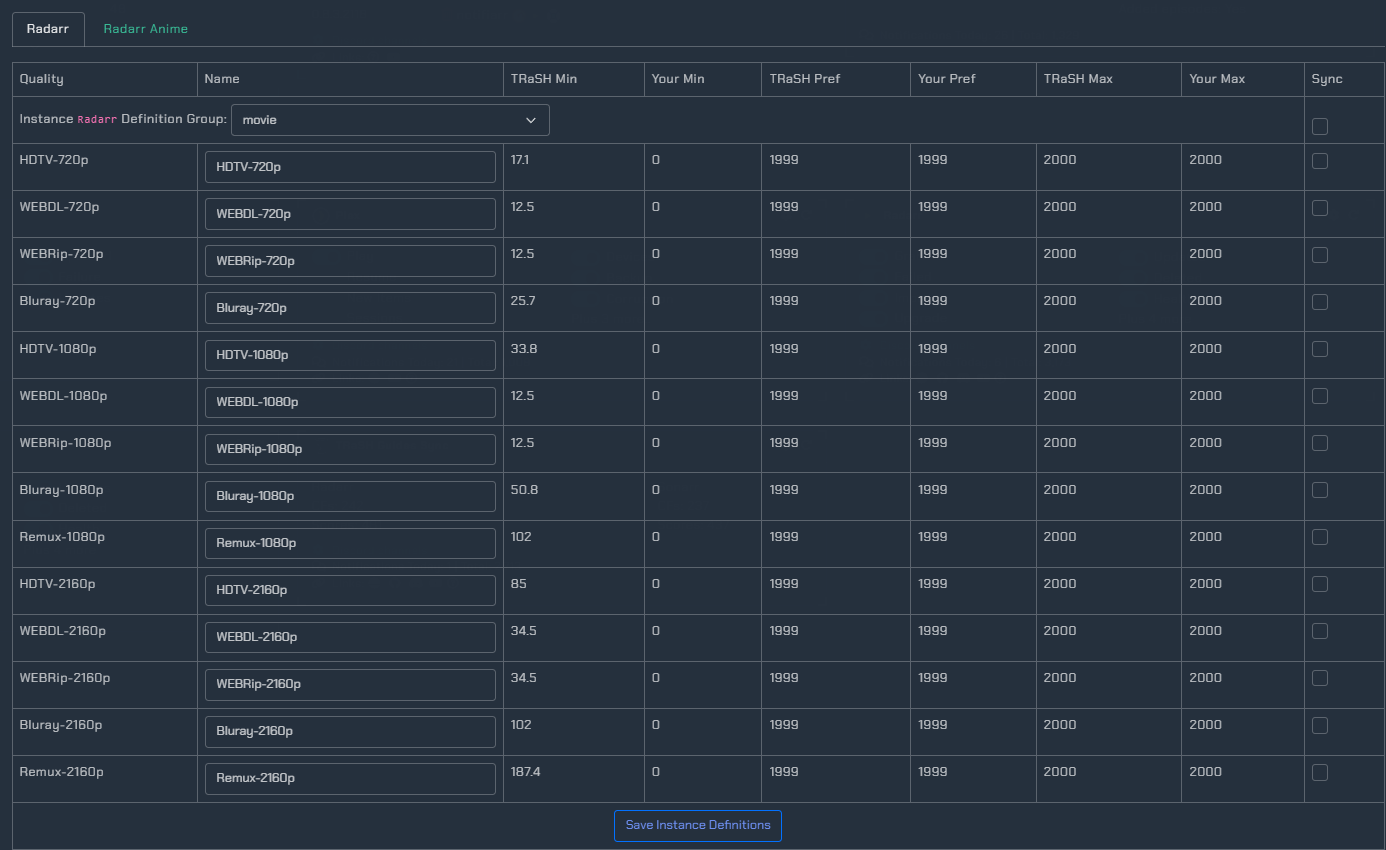 Radarr Radarr Anime
Quality Name TRaSH Min Your Min TRaSH Pref Your Pref TRaSH Max Your Max Sync
Instance Radarr Definition Group: movie
HDTV-720p HDTV-720p 17.1 0 1999 1999 2000 2000
WEBDL-720p WEBDL-720p 12.5 0 1999 1999 2000 2000
WEBRip-720p WEBRip-720p 12.5 0 1999 1999 2000 2000
Bluray-720p Bluray-720p 25.7 0 1999 1999 2000 2000
HDTV-1080p HDTV-1080p 33.8 0 1999 1999 2000 2000
WEBDL-1080p WEBDL-1080p 12.5 0 1999 1999 2000 2000
WEBRip-1080p WEBRip-1080p 12.5 0 1999 1999 2000 2000
Bluray-1080p Bluray-1080p 50.8 0 1999 1999 2000 2000
Remux-1080p Remux-1080p 102 0 1999 1999 2000 2000
HDTV-2160p HDTV-2160p 85 0 1999 1999 2000 2000
WEBDL-2160p WEBDL-2160p 34.5 0 1999 1999 2000 2000
WEBRip-2160p WEBRip-2160p 34.5 0 1999 1999 2000 2000
Bluray-2160p Bluray-2160p 102 0 1999 1999 2000 2000
Remux-2160p Remux-2160p 187.4 0 1999 1999 2000 2000
Save Instance Definitions